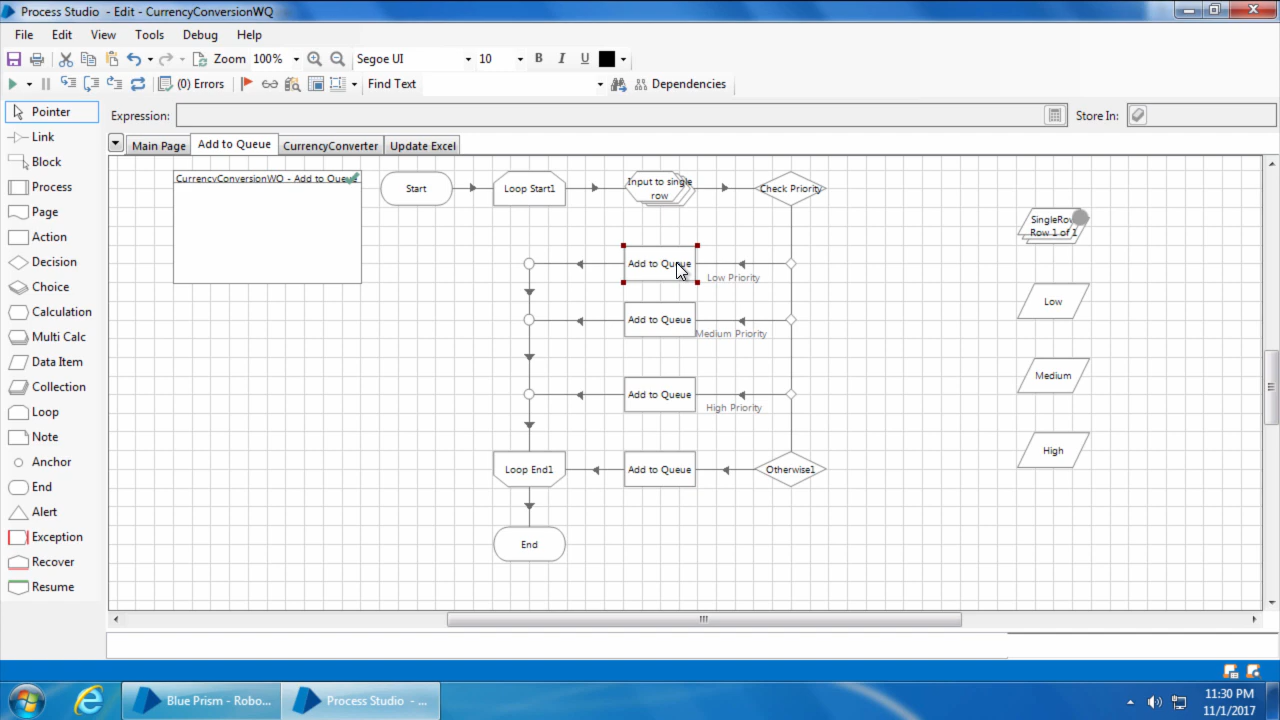 Process Studio - Edit - CurrencyConversionWQ
File Edit View Tools Debug Help
Zoom 100% Segoe UI 10 B I U
(0) Errors Find Text Dependencies
Pointer
Link
Block
Process
Page
Action
Decision
Choice
Calculation
Multi Calc
Data Item
Collection
Loop
Note
Anchor
End
Alert
Exception
Recover
Resume
Expression: Store In:
Main Page Add to Queue CurrencyConverter Update Excel
CurrencyConversionWQ - Add to Queue
Start
Loop Start1
Input to single
row
Check Priority
Add to Queue
Low Priority
Add to Queue
Medium Priority
Add to Queue
High Priority
Loop End1
Add to Queue
Otherwise1
End
SingleRow
Row 1 of 1
Low
Medium
High
Blue Prism - Robo...
Process Studio - ...
11:30 PM
11/1/2017